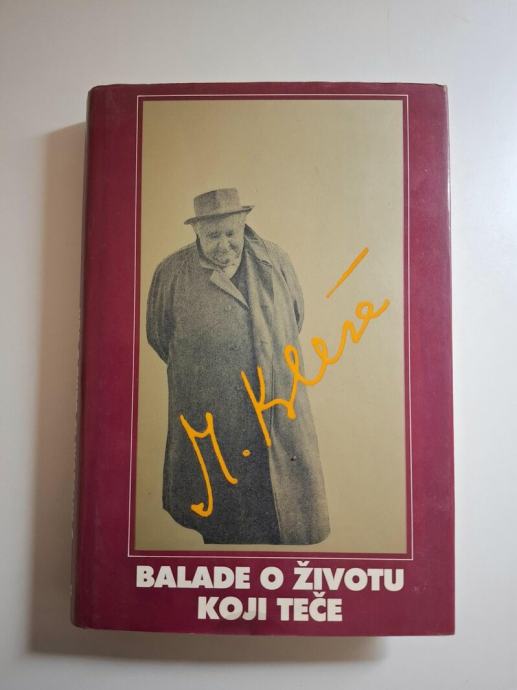 M. Krleža
BALADE O ŽIVOTU
KOJI TEČE